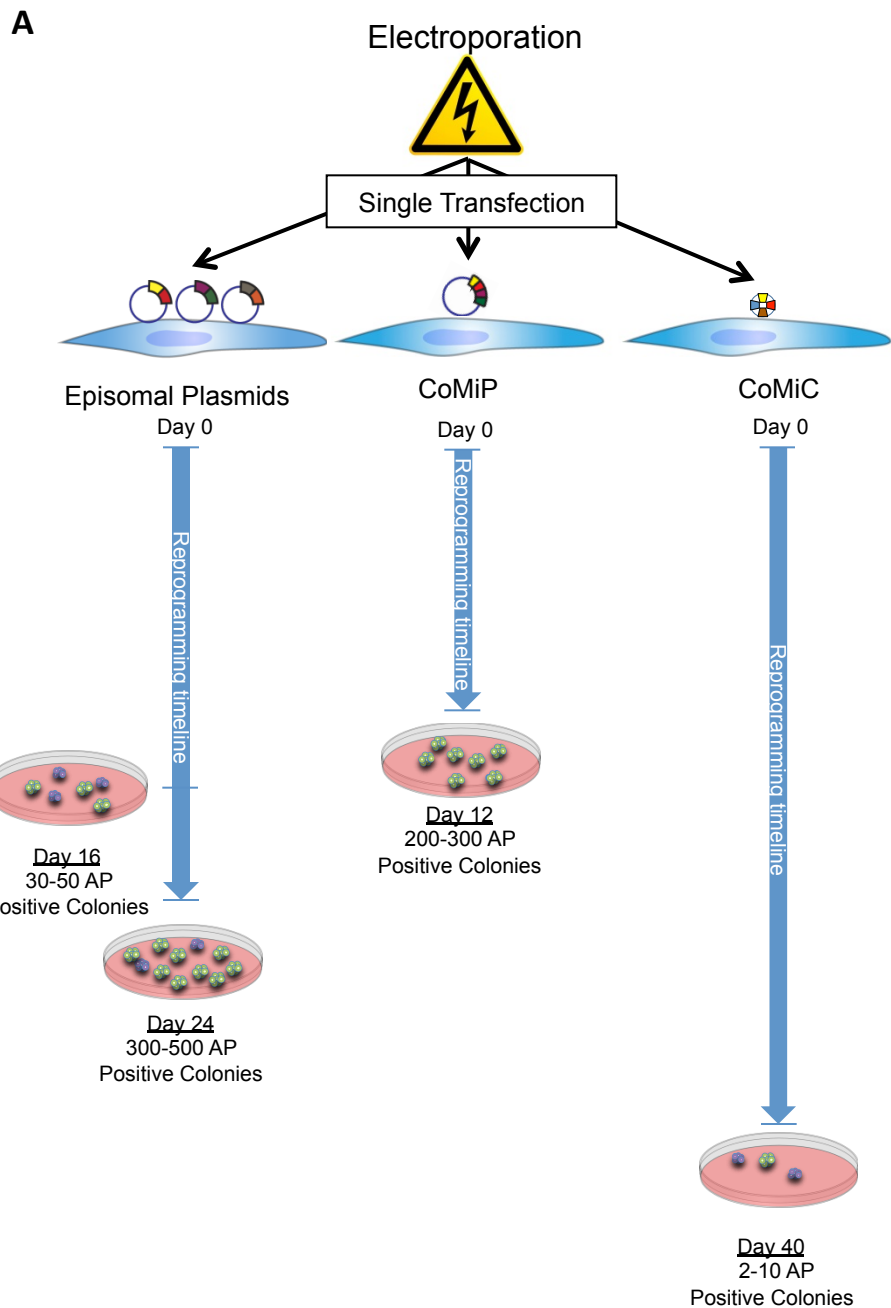 A
Electroporation
Single Transfection
Episomal Plasmids
CoMiP
CoMiC
Day 0
Day 0
Day 0
Reprogramming timeline
Reprogramming timeline
Reprogramming timeline
Day 12
200-300 AP
Positive Colonies
Day 16
30-50 AP
ositive Colonies
Day 24
300-500 AP
Positive Colonies
Day 40
2-10 AP
Positive Colonies